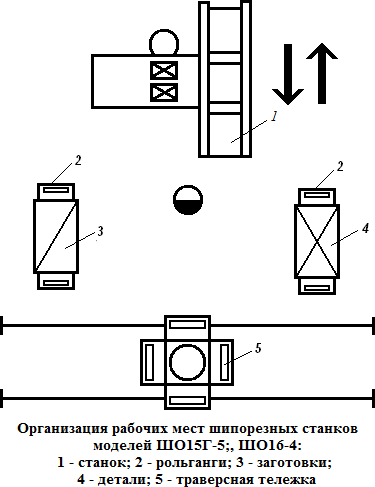 1
2
2
3
4
5
Организация рабочих мест шипорезных станков
моделей ШО15Г-5;, ШО16-4:
1 - станок; 2 - рольганги; 3 - заготовки;
4 - детали; 5 - траверсная тележка